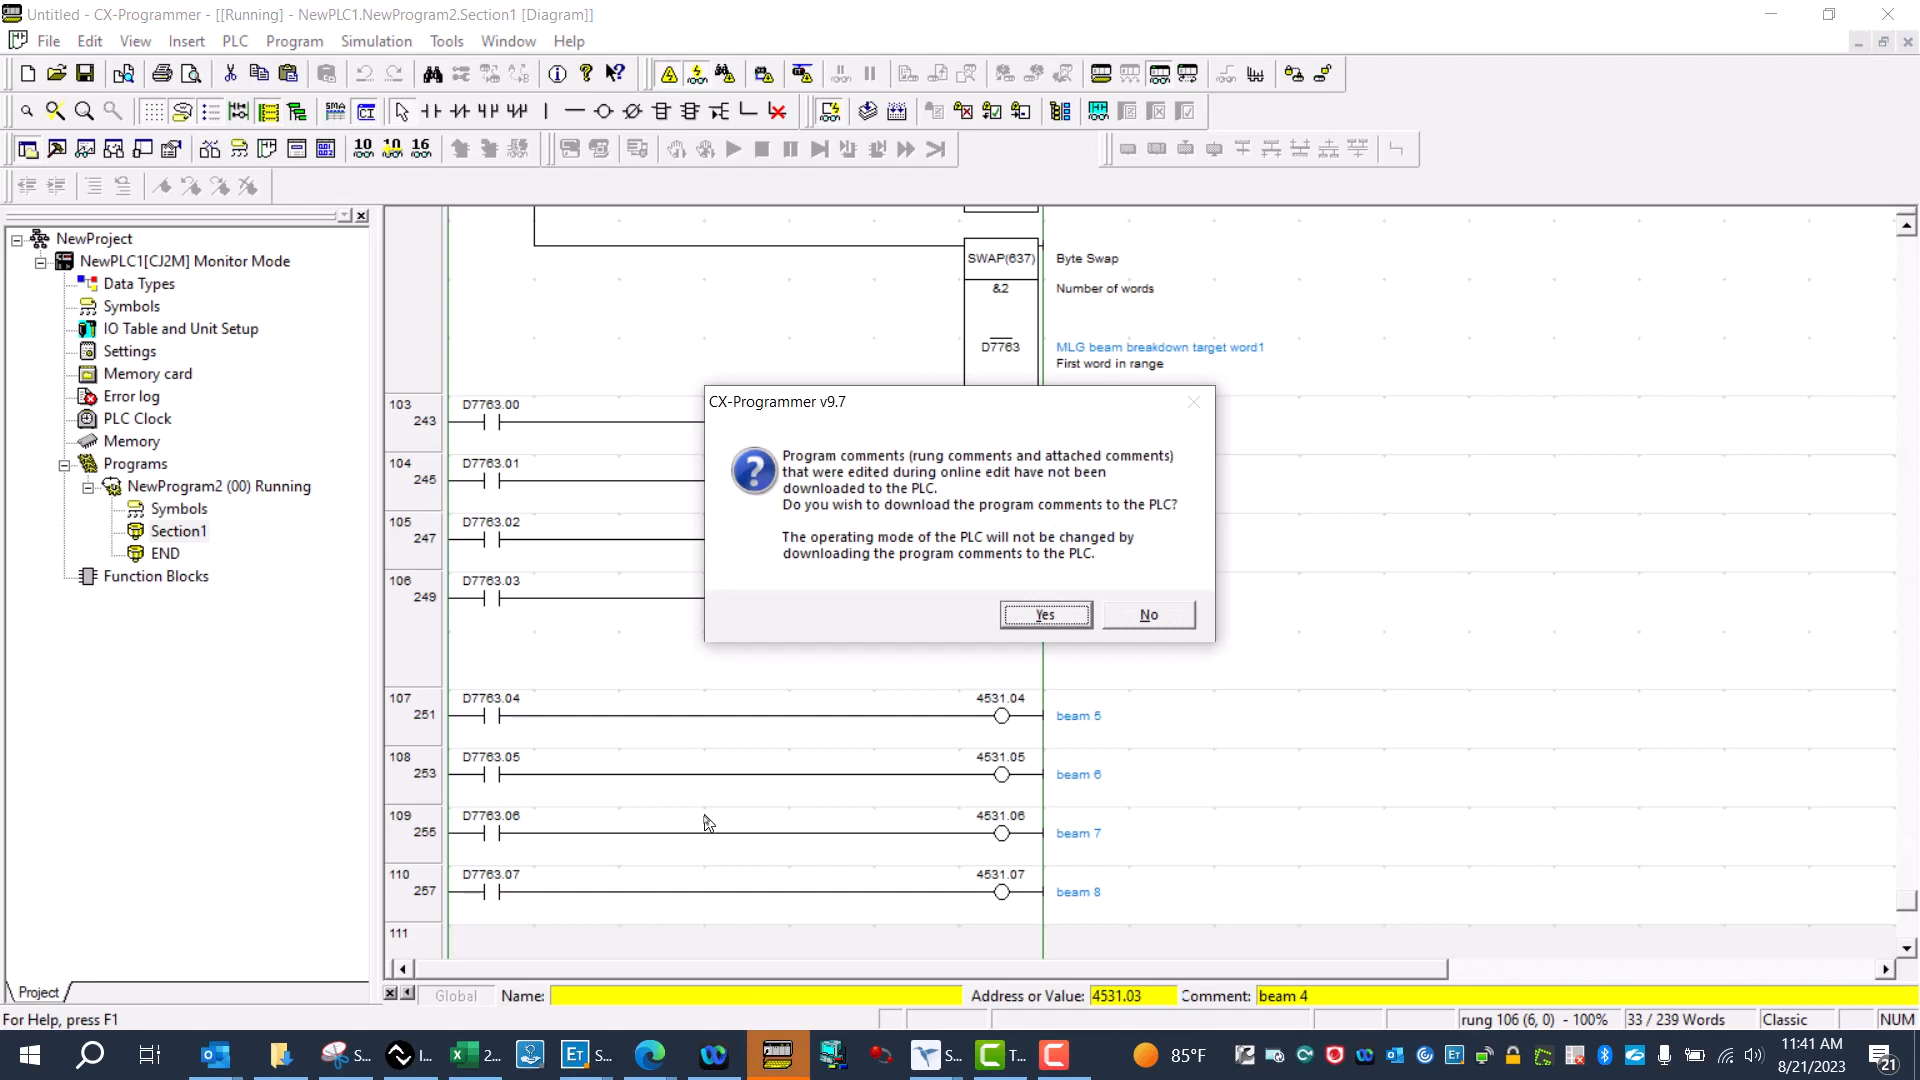 Untitled - CX-Programmer - [[Running] - NewPLC1.NewProgram2.Section1 [Diagram]]
File Edit View Insert PLC Program Simulation Tools Window Help
SMA CI
10 10 16
NewProject
NewPLC1[CJ2M] Monitor Mode
Data Types
Symbols
IO Table and Unit Setup
Settings
Memory card
Error log
PLC Clock
Memory
Programs
NewProgram2 (00) Running
Symbols
Section1
END
Function Blocks
Project
SWAP(637) Byte Swap
&2 Number of words
D7763 MLG beam breakdown target word1
First word in range
103 D7763.00
243
104 D7763.01
245
105 D7763.02
247
106 D7763.03
249
CX-Programmer v9.7
Program comments (rung comments and attached comments)
that were edited during online edit have not been
downloaded to the PLC.
Do you wish to download the program comments to the PLC?
The operating mode of the PLC will not be changed by
downloading the program comments to the PLC.
Yes No
107 D7763.04 4531.04
251 beam 5
108 D7763.05 4531.05
253 beam 6
109 D7763.06 4531.06
255 beam 7
110 D7763.07 4531.07
257 beam 8
111
Global Name: Address or Value: 4531.03 Comment: beam 4
For Help, press F1 rung 106 (6, 0) - 100% 33 / 239 Words Classic NUM
S... I... 2... ET S... S... T... 85°F ET 11:41 AM
8/21/2023 21